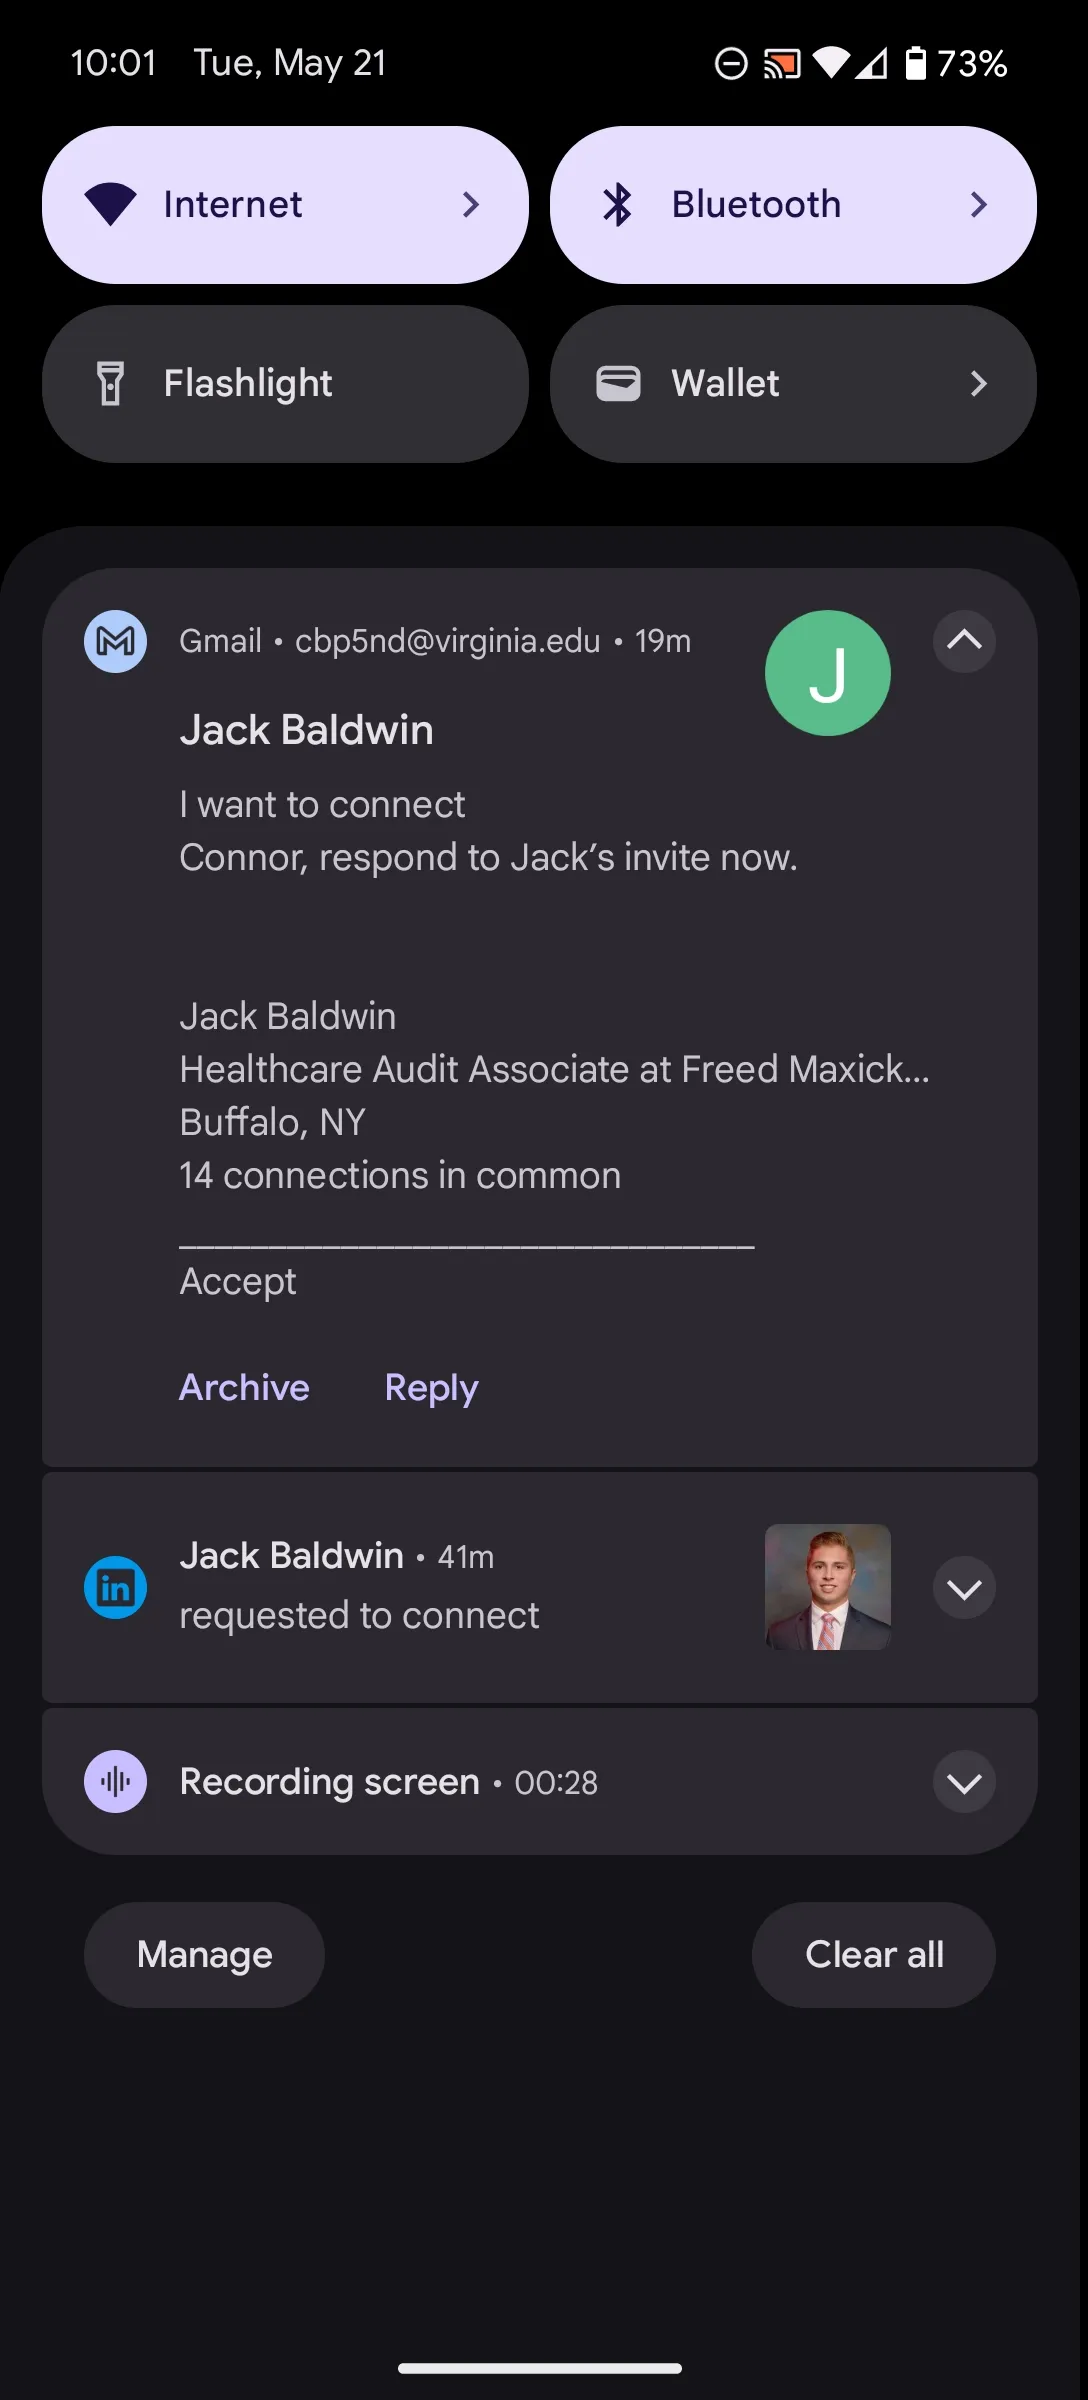 10:01 Tue, May 21 73%
Internet Bluetooth
Flashlight Wallet
Gmail • cbp5nd@virginia.edu • 19m
J
Jack Baldwin
I want to connect
Connor, respond to Jack’s invite now.
Jack Baldwin
Healthcare Audit Associate at Freed Maxick...
Buffalo, NY
14 connections in common
________________________________
Accept
Archive Reply
in
Jack Baldwin • 41m
requested to connect
Recording screen • 00:28
Manage Clear all